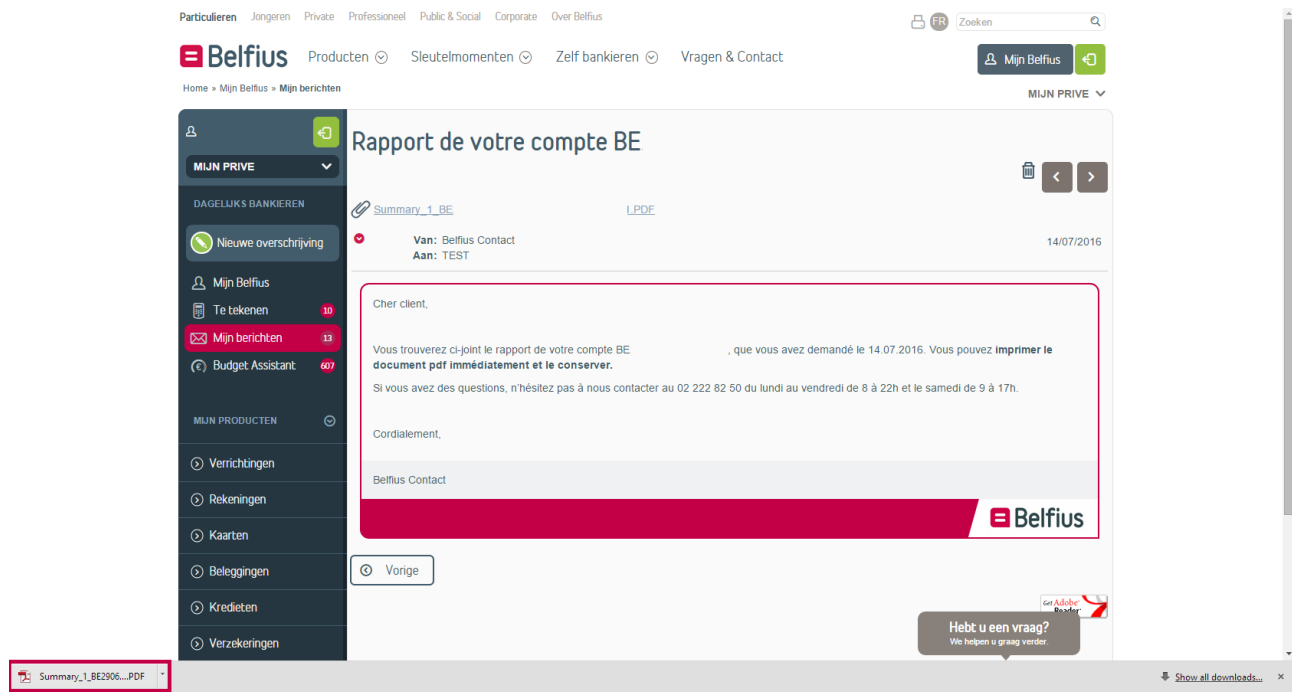 Particulieren Jongeren Private Professioneel Public & Social Corporate Over Belfius
FR Zoeken
Belfius Producten Sleutelmomenten Zelf bankieren Vragen & Contact Mijn Belfius
Home » Mijn Belfius » Mijn berichten
MIJN PRIVE
Rapport de votre compte BE
MIJN PRIVE
DAGELIJKS BANKIEREN
Summary_1_BE I.PDF
Nieuwe overschrijving
Van: Belfius Contact 14/07/2016
Aan: TEST
Mijn Belfius
Te tekenen 10
Mijn berichten 13
Budget Assistant 607
Cher client,
Vous trouverez ci-joint le rapport de votre compte BE , que vous avez demandé le 14.07.2016. Vous pouvez imprimer le
document pdf immédiatement et le conserver.
Si vous avez des questions, n'hésitez pas à nous contacter au 02 222 82 50 du lundi au vendredi de 8 à 22h et le samedi de 9 à 17h.
Cordialement,
Belfius Contact
Belfius
MIJN PRODUCTEN
Verrichtingen
Rekeningen
Kaarten
Beleggingen
Kredieten
Verzekeringen
Vorige
Get Adobe
Reader
Hebt u een vraag?
We helpen u graag verder.
Summary_1_BE2906....PDF Show all downloads...